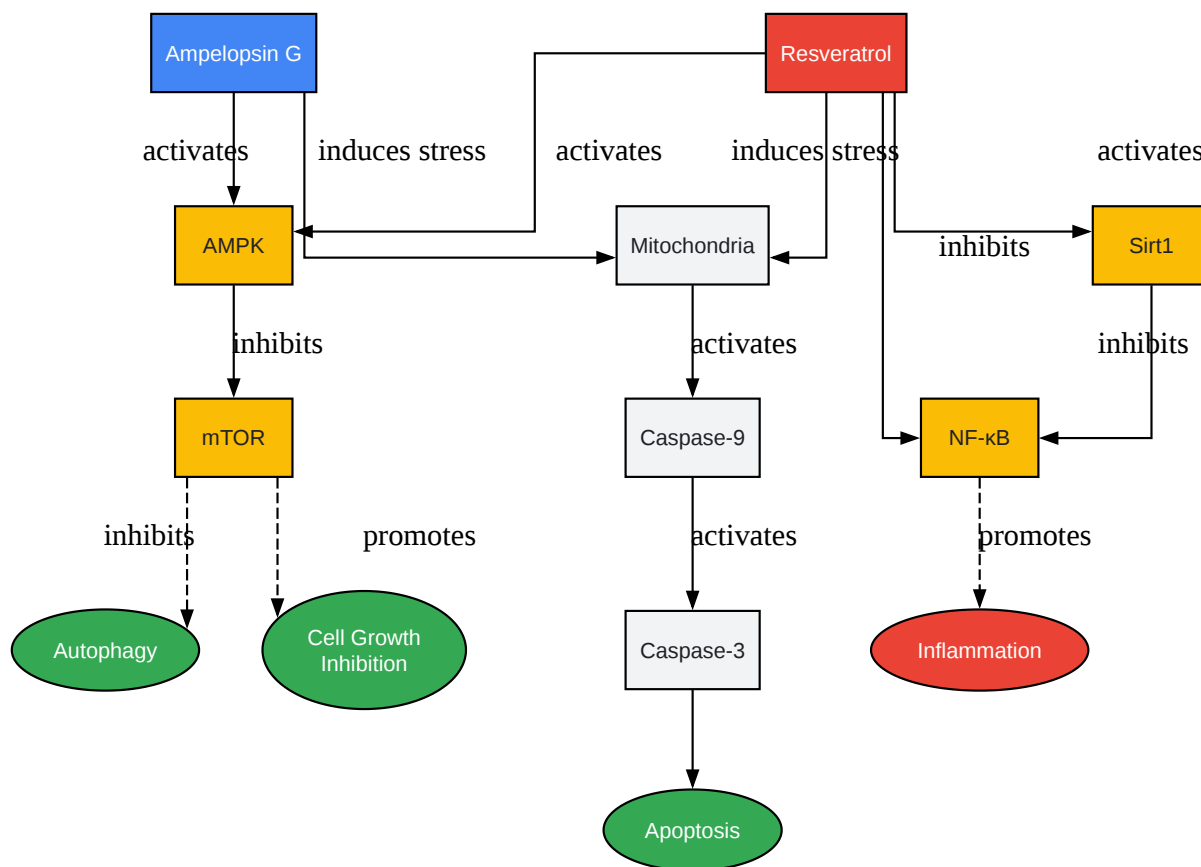 Ampelopsin G
Resveratrol
activates
induces stress
activates
induces stress
activates
AMPK
Mitochondria
inhibits
Sirt1
inhibits
activates
inhibits
mTOR
Caspase-9
NF-κB
inhibits
promotes
activates
promotes
Autophagy
Cell Growth
Inhibition
Caspase-3
Inflammation
Apoptosis